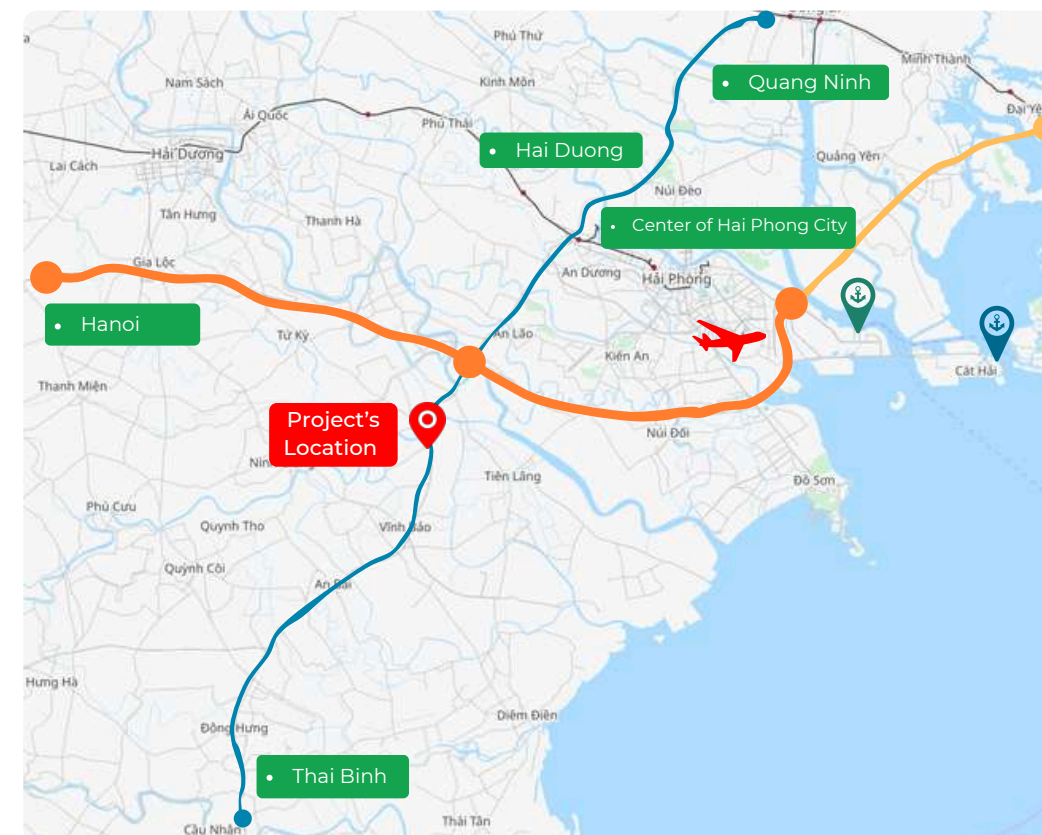 Phú Thứ
Minh Thành
Nam Sách
Kinh Môn
• Quang Ninh
Ái Quốc
Phú Thái
Đại Yê
Lai Cách
Hải Dương
• Hai Duong
Quảng Yên
Núi Đèo
Tân Hưng
Thanh Hà
• Center of Hai Phong City
Gia Lộc
An Dương
Hải Phòng
• Hanoi
Tứ Kỳ
An Lão
Kiến An
Cát Hải
Thanh Miện
Project's
Location
Núi Đối
Tiên Lãng
Đồ Sơn
Phù Cưu
Quynh Tho
Vĩnh Bảo
Quỳnh Côi
An Bài
Hưng Hà
Đông Hưng
Diêm Điền
• Thai Binh
Cầu Nhân
Thái Tân